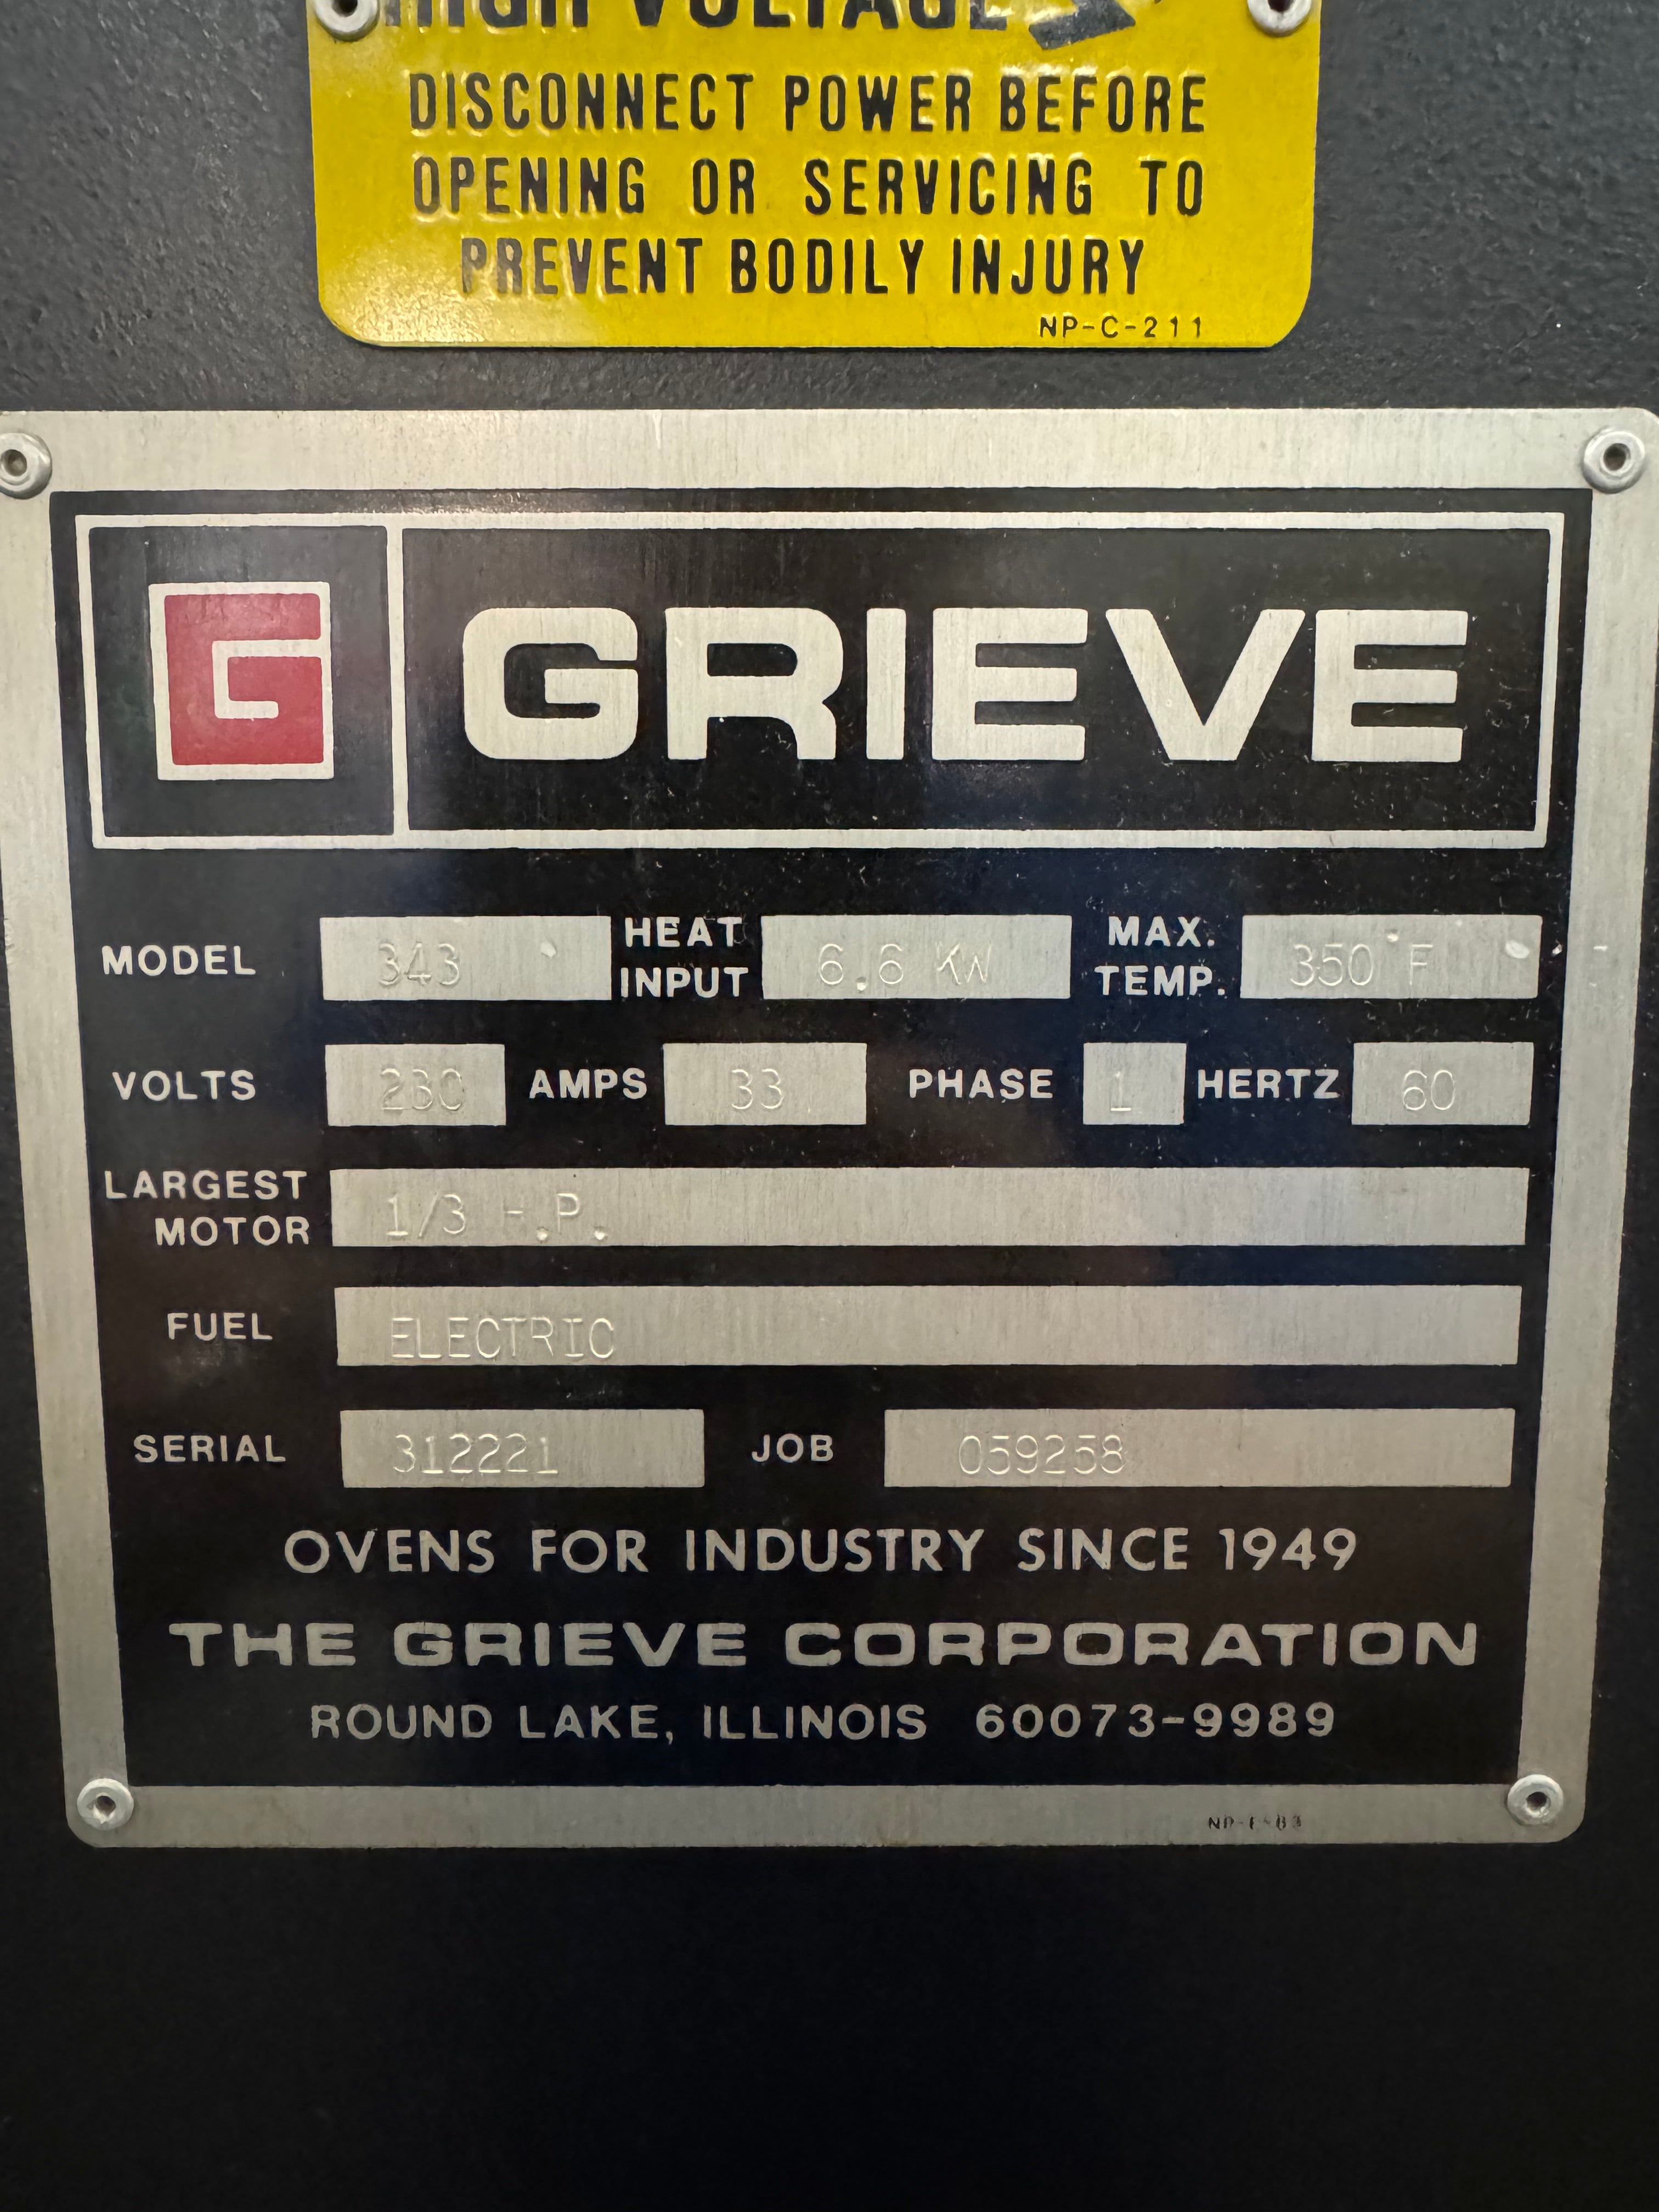 HIGH VOLTAGE
DISCONNECT POWER BEFORE
OPENING OR SERVICING TO
PREVENT BODILY INJURY
NP-C-211
G GRIEVE
MODEL 343 HEAT INPUT 6.6 KW MAX. TEMP. 350°F
VOLTS 230 AMPS 33 PHASE 1 HERTZ 60
LARGEST MOTOR 1/3 H.P.
FUEL ELECTRIC
SERIAL 312221 JOB 059258
OVENS FOR INDUSTRY SINCE 1949
THE GRIEVE CORPORATION
ROUND LAKE, ILLINOIS 60073-9989